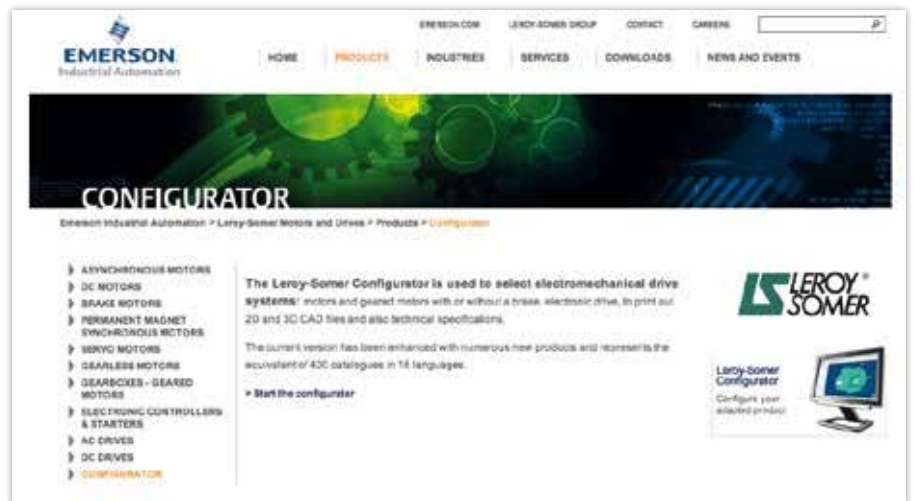 EMERSON.COM LEROY-SOMER GROUP CONTACT CAREERS
EMERSON
Industrial Automation
HOME PRODUCTS INDUSTRIES SERVICES DOWNLOADS NEWS AND EVENTS
CONFIGURATOR
Emerson Industrial Automation > Leroy-Somer Motors and Drives > Products > Configurator
ASYNCHRONOUS MOTORS
DC MOTORS
BRAKE MOTORS
PERMANENT MAGNET
SYNCHRONOUS MOTORS
SERVO MOTORS
GEARLESS MOTORS
GEARBOXES - GEARED
MOTORS
ELECTRONIC CONTROLLERS
& STARTERS
AC DRIVES
DC DRIVES
CONFIGURATOR
The Leroy-Somer Configurator is used to select electromechanical drive
systems: motors and geared motors with or without a brake, electronic drive, to print out
2D and 3D CAD files and also technical specifications.
The current version has been enhanced with numerous new products and represents the
equivalent of 400 catalogues in 16 languages.
> Start the configurator
LS LEROY®
SOMER
Leroy-Somer
Configurator
Configure your
adapted product